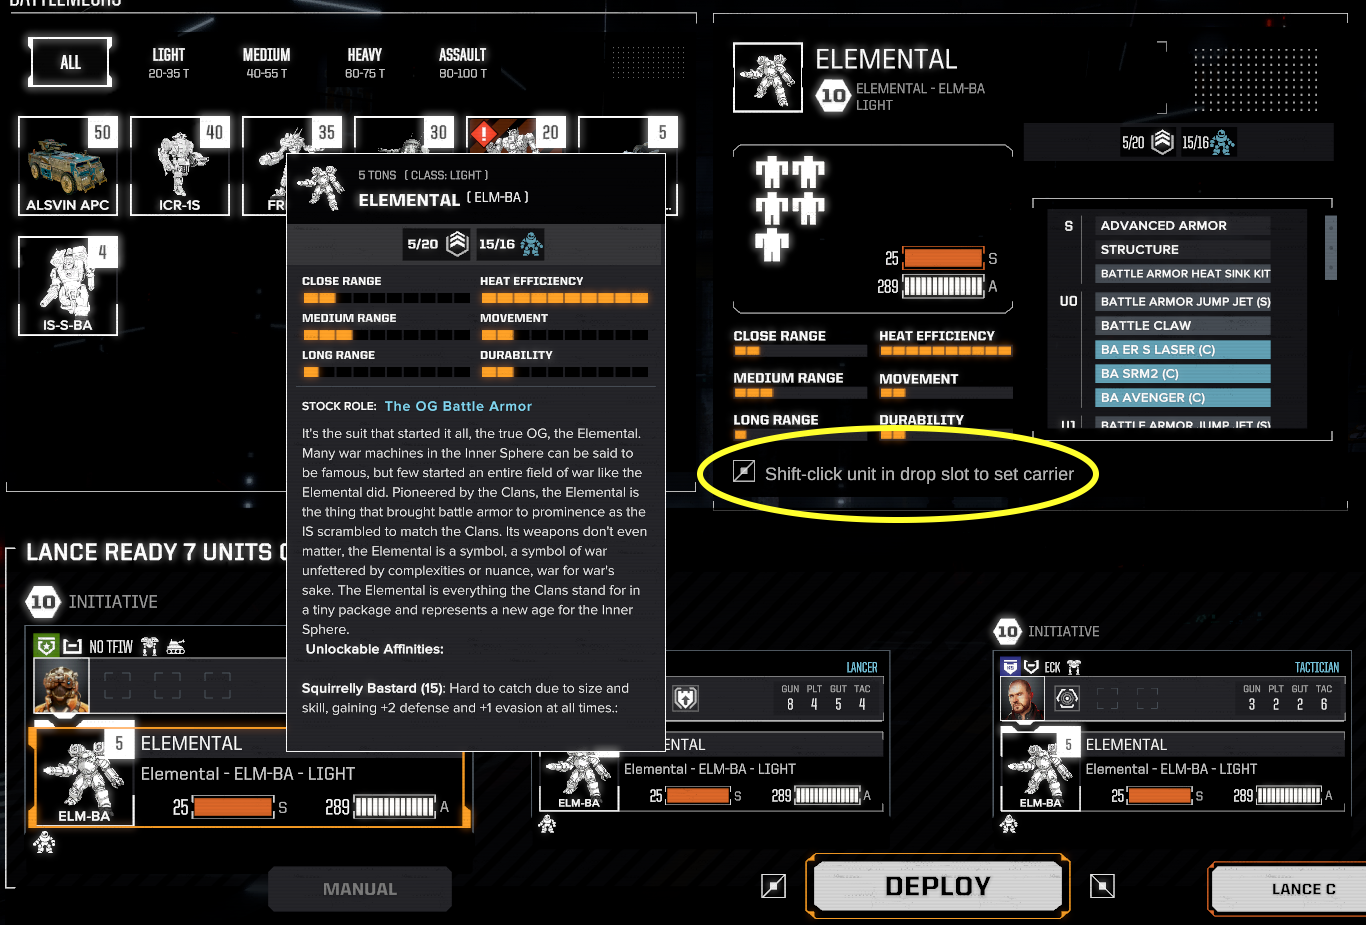 BATTLEMECHS
ALL
LIGHT
20-35 T
MEDIUM
40-55 T
HEAVY
60-75 T
ASSAULT
80-100 T
50
ALSVIN APC
40
ICR-1S
35
30
20
5
4
IS-S-BA
5 TONS ( CLASS: LIGHT )
ELEMENTAL ( ELM-BA )
5/20 15/16
CLOSE RANGE
HEAT EFFICIENCY
MEDIUM RANGE
MOVEMENT
LONG RANGE
DURABILITY
STOCK ROLE: The OG Battle Armor
It's the suit that started it all, the true OG, the Elemental.
Many war machines in the Inner Sphere can be said to
be famous, but few started an entire field of war like the
Elemental did. Pioneered by the Clans, the Elemental is
the thing that brought battle armor to prominence as the
IS scrambled to match the Clans. Its weapons don't even
matter, the Elemental is a symbol, a symbol of war
unfettered by complexities or nuance, war for war's
sake. The Elemental is everything the Clans stand for in
a tiny package and represents a new age for the Inner
Sphere.
Unlockable Affinities:
Squirrelly Bastard (15): Hard to catch due to size and
skill, gaining +2 defense and +1 evasion at all times.:
ELEMENTAL
10
ELEMENTAL - ELM-BA
LIGHT
5/20 15/16
25 S
289 A
CLOSE RANGE
HEAT EFFICIENCY
MEDIUM RANGE
MOVEMENT
LONG RANGE
DURABILITY
S
ADVANCED ARMOR
STRUCTURE
BATTLE ARMOR HEAT SINK KIT
U0
BATTLE ARMOR JUMP JET (S)
BATTLE CLAW
BA ER S LASER (C)
BA SRM2 (C)
BA AVENGER (C)
U1
BATTLE ARMOR JUMP JET (S)
Shift-click unit in drop slot to set carrier
LANCE READY 7 UNITS
10 INITIATIVE
NO TFIW
5
ELEMENTAL
Elemental - ELM-BA - LIGHT
25 S
289 A
ELM-BA
LANCER
GUN PLT GUT TAC
8 4 5 4
NTAL
Elemental - ELM-BA - LIGHT
25 S
289 A
ELM-BA
10 INITIATIVE
ECK
TACTICIAN
GUN PLT GUT TAC
3 2 2 6
5
ELEMENTAL
Elemental - ELM-BA - LIGHT
25 S
289 A
ELM-BA
MANUAL
DEPLOY
LANCE C